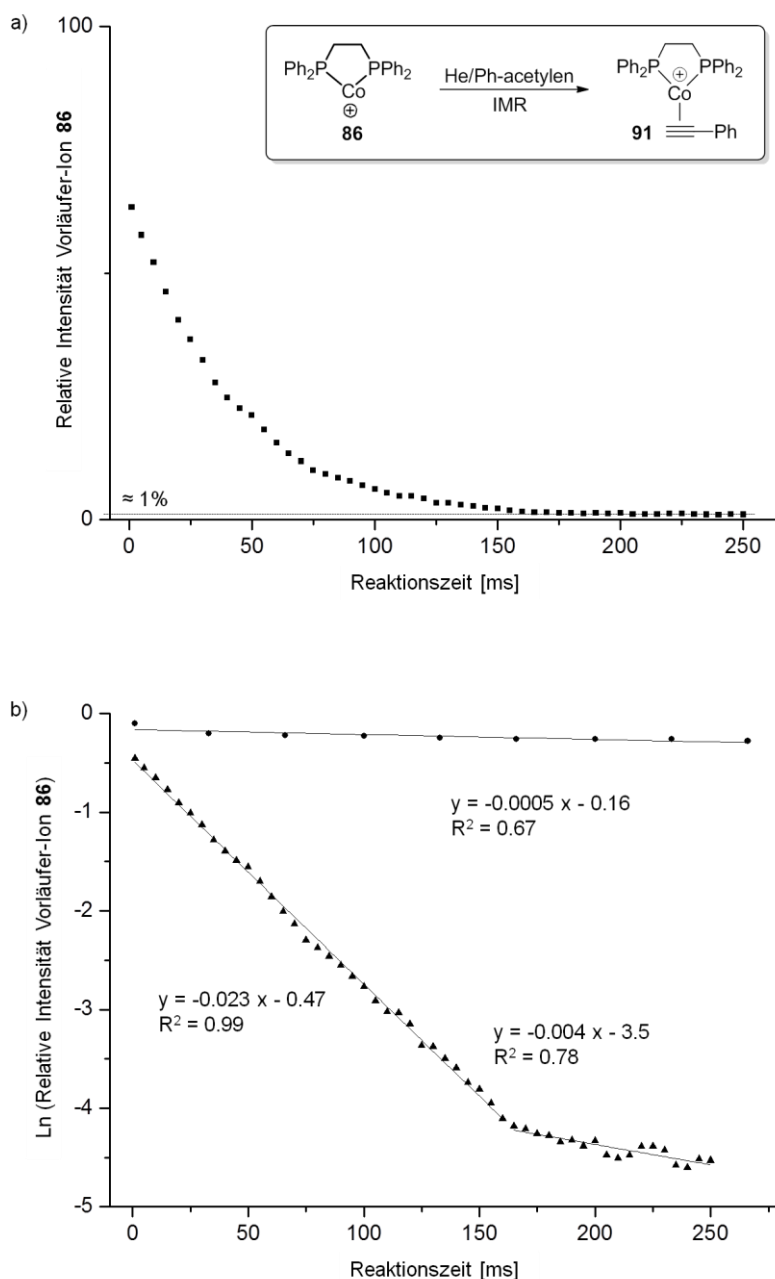 a)
100
Ph2P
PPh2
Co
⊕
86
He/Ph-acetylen
IMR
Ph2P
⊕
PPh2
Co
91
Ph
Relative Intensität Vorläufer-Ion 86
≈ 1%
0
0
50
100
150
200
250
Reaktionszeit [ms]
b)
0
-1
-2
-3
-4
-5
y = -0.0005 x - 0.16
R² = 0.67
y = -0.023 x - 0.47
R² = 0.99
y = -0.004 x - 3.5
R² = 0.78
Ln (Relative Intensität Vorläufer-Ion 86)
0
50
100
150
200
250
Reaktionszeit [ms]